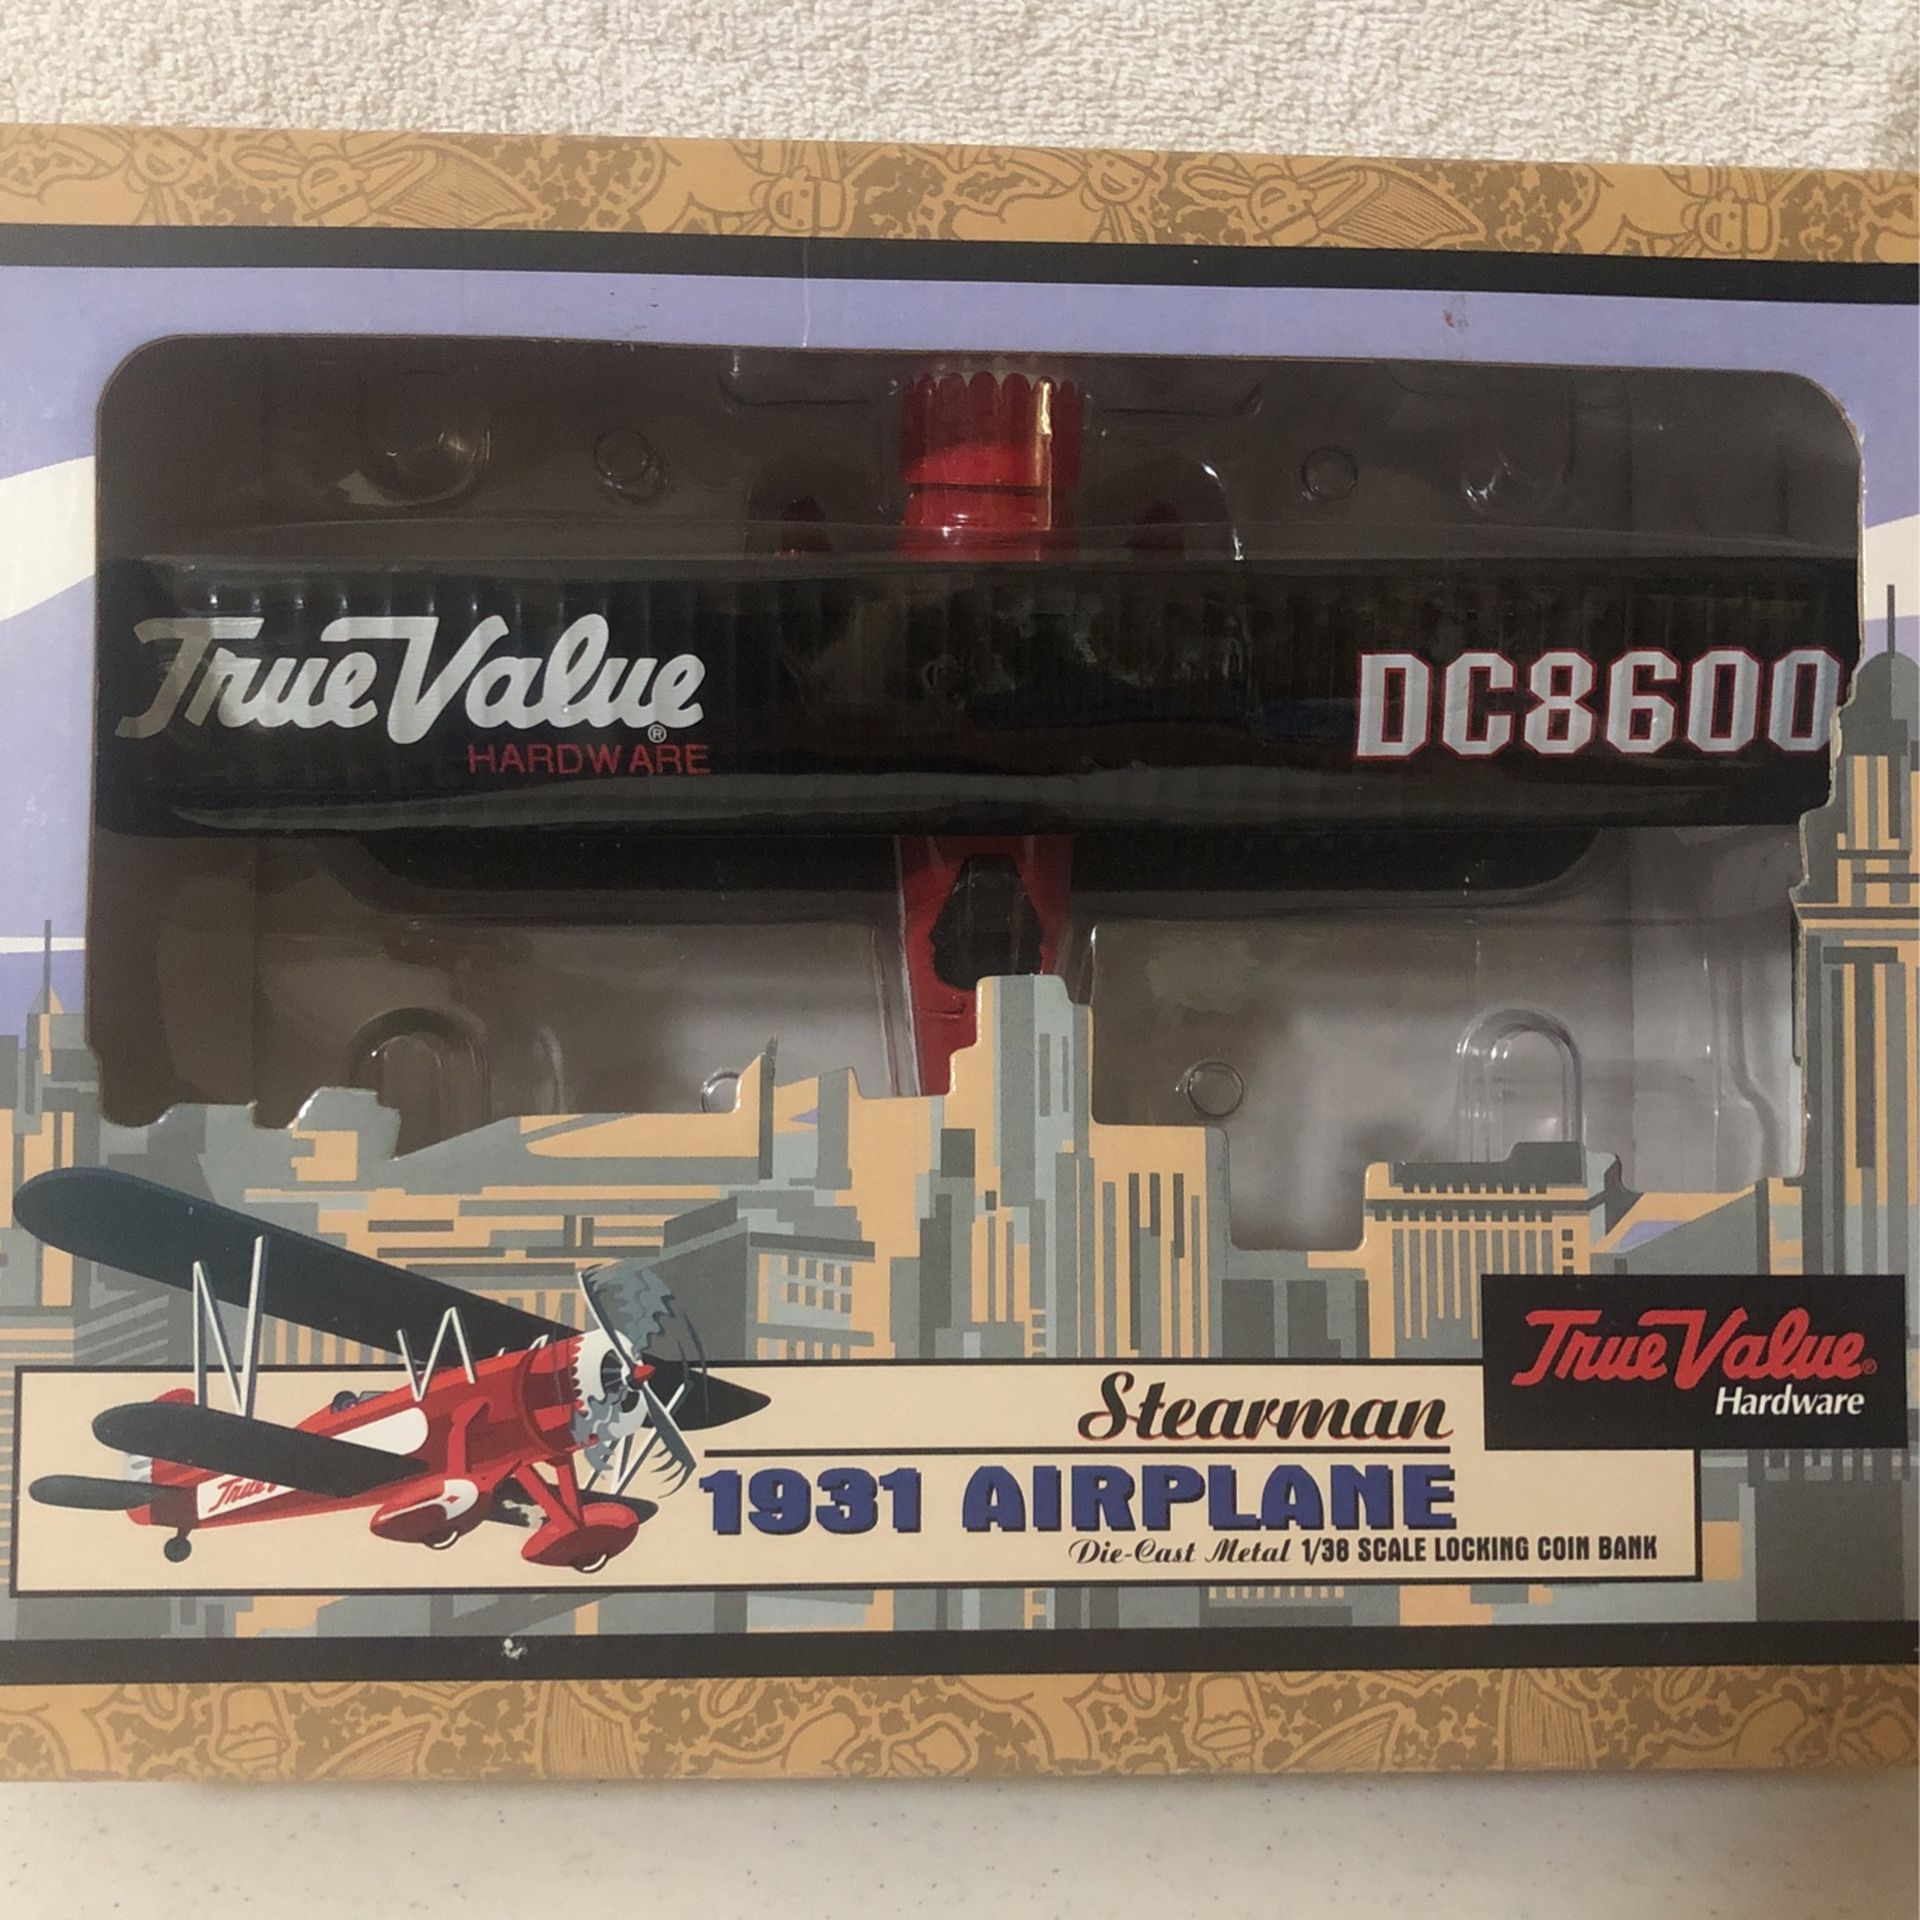 True Value®
HARDWARE
DC8600
True Value®
Hardware
True
Stearman
1931 AIRPLANE
Die-Cast Metal 1/38 SCALE LOCKING COIN BANK